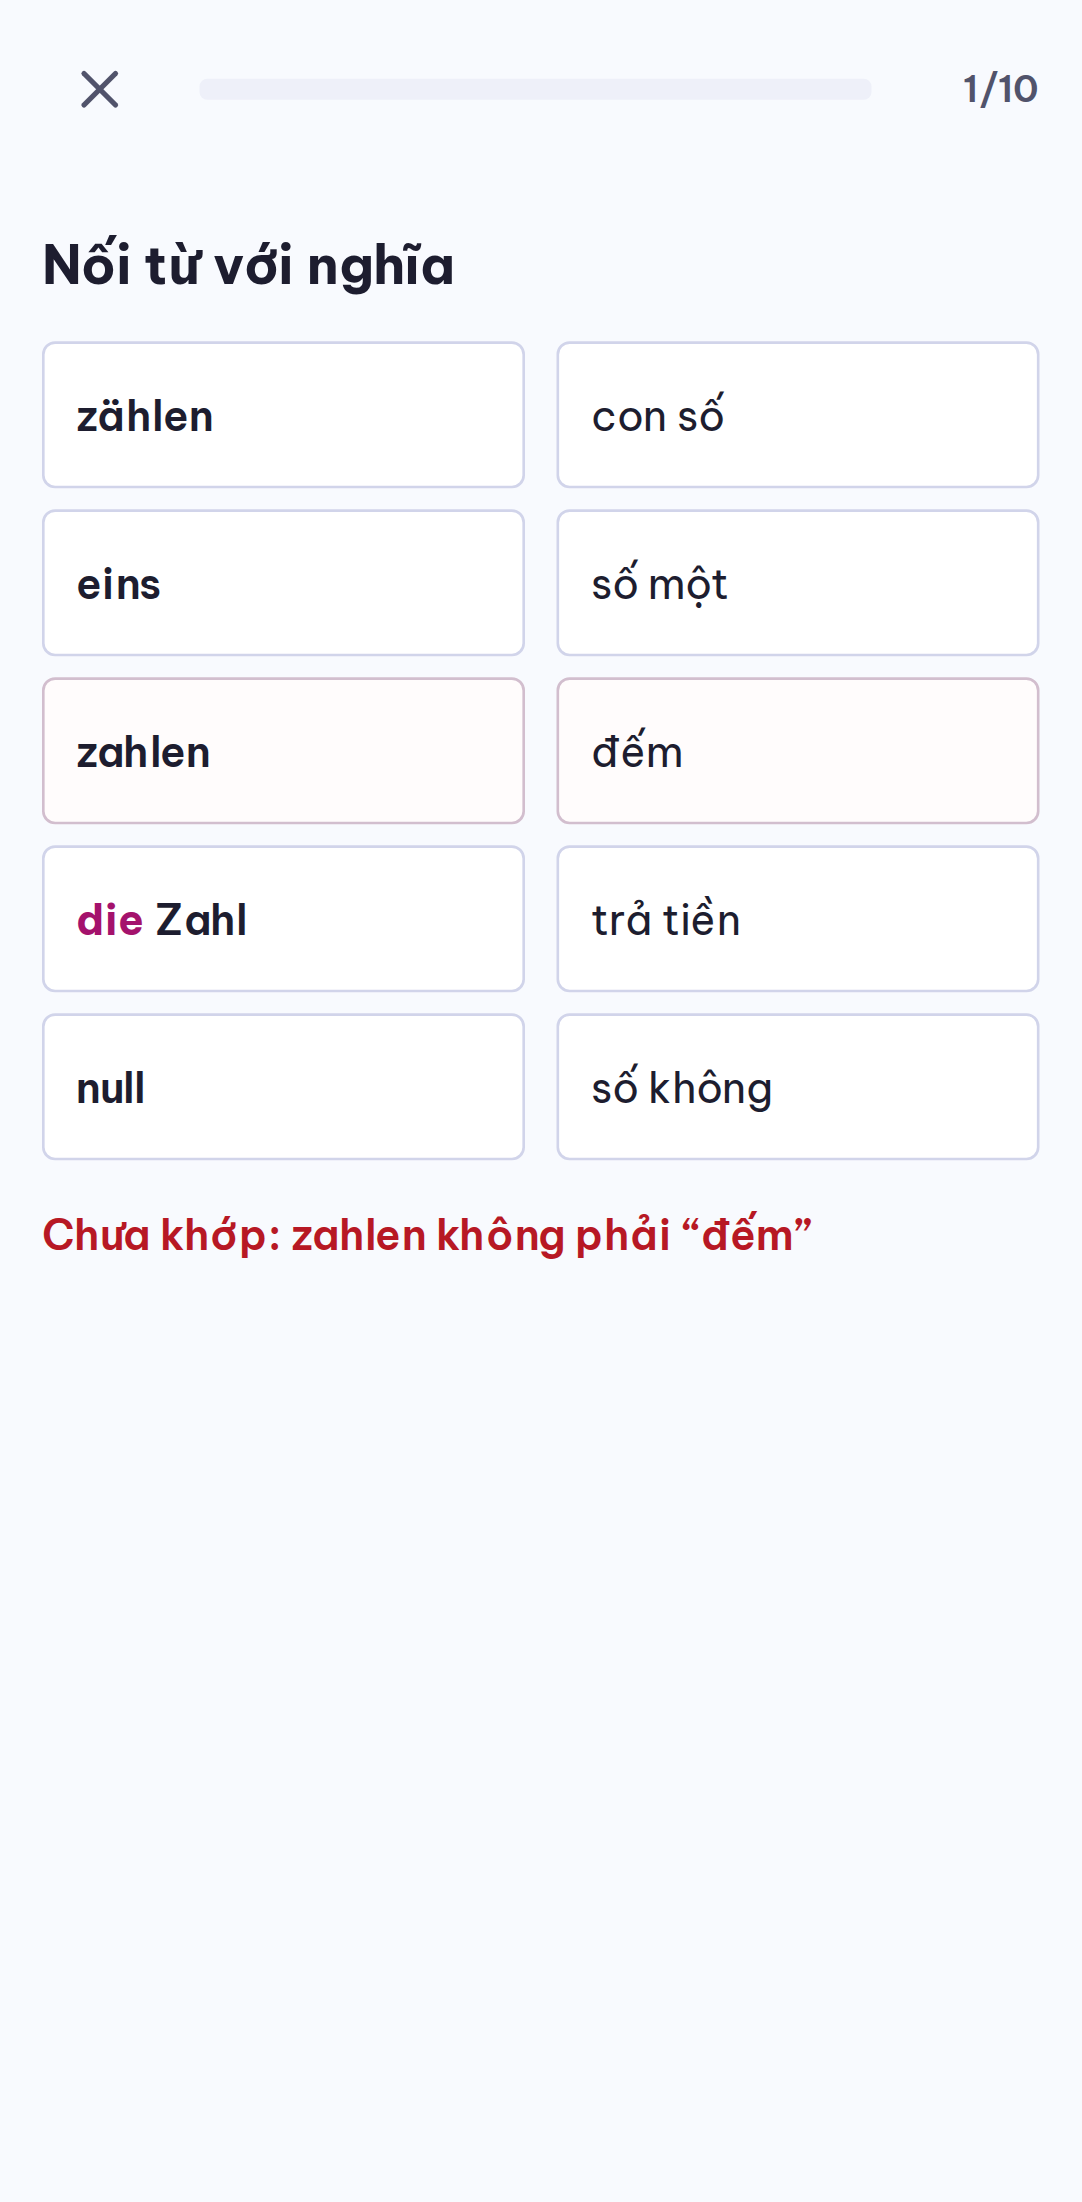 1/10
Nối từ với nghĩa
zählen
con số
eins
số một
zahlen
đếm
die Zahl
trả tiền
null
số không
Chưa khớp: zahlen không phải “đếm”